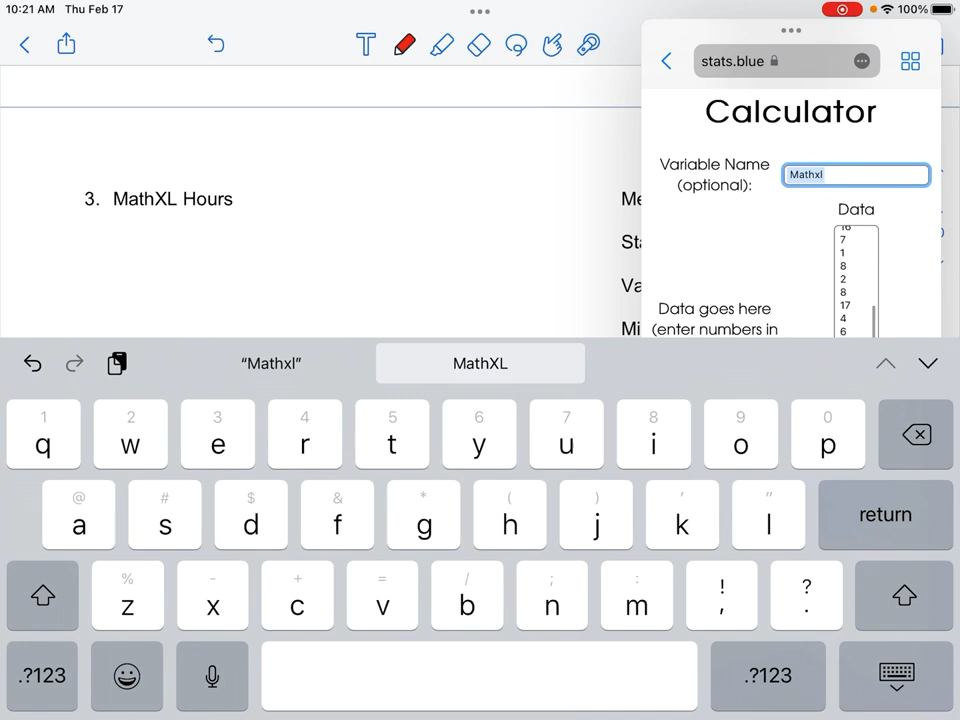 10:21 AM Thu Feb 17
100%
T
stats.blue
Calculator
Variable Name
(optional):
Mathxl
Data
16
7
1
8
2
8
17
4
6
Data goes here
(enter numbers in
3. MathXL Hours
Me
Sta
Va
Mi
“Mathxl”
MathXL
1 2 3 4 5 6 7 8 9 0
q w e r t y u i o p
@ # $ & * ( ) ' "
a s d f g h j k l return
% - + = / ; : ! ?
z x c v b n m , .
.?123 .?123